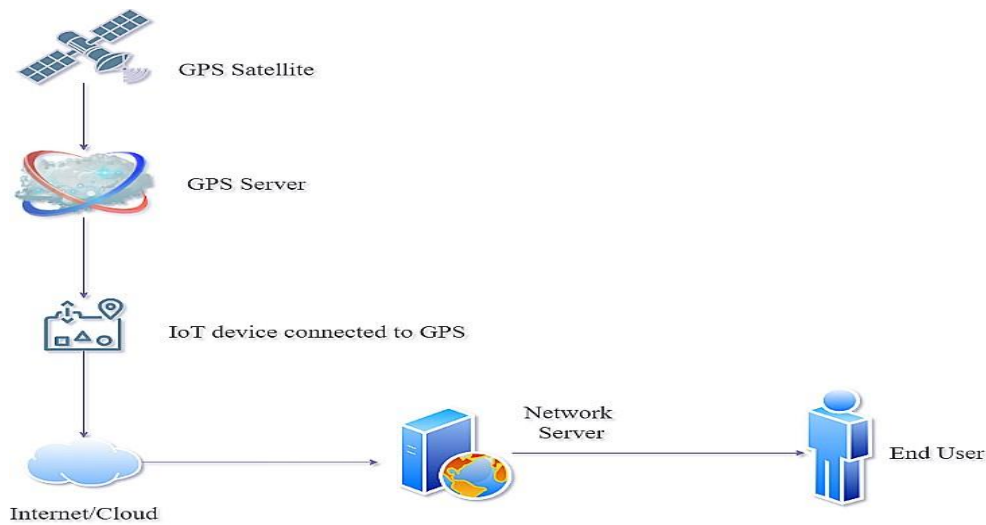 GPS Satellite
GPS Server
IoT device connected to GPS
Network
Server
End User
Internet/Cloud